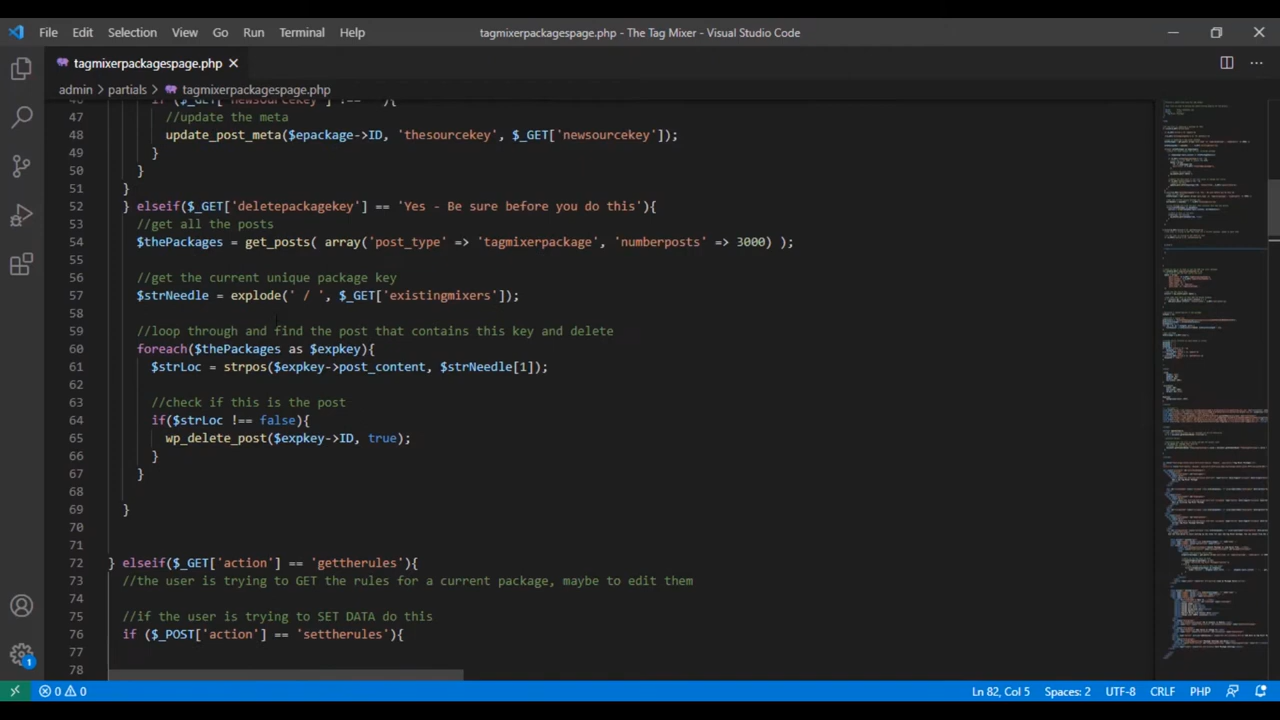 File Edit Selection View Go Run Terminal Help tagmixerpackagespage.php - The Tag Mixer - Visual Studio Code
tagmixerpackagespage.php
admin > partials > tagmixerpackagespage.php
46 if ($_GET['newsourcekey'] !== ''){
47 //update the meta
48 update_post_meta($epackage->ID, 'thesourcekey', $_GET['newsourcekey']);
49 }
50 }
51 }
52 } elseif($_GET['deletepackagekey'] == 'Yes - Be sure before you do this'){
53 //get all the posts
54 $thePackages = get_posts( array('post_type' => 'tagmixerpackage', 'numberposts' => 3000) );
55
56 //get the current unique package key
57 $strNeedle = explode(' / ', $_GET['existingmixers']);
58
59 //loop through and find the post that contains this key and delete
60 foreach($thePackages as $expkey){
61 $strLoc = strpos($expkey->post_content, $strNeedle[1]);
62
63 //check if this is the post
64 if($strLoc !== false){
65 wp_delete_post($expkey->ID, true);
66 }
67 }
68
69 }
70
71
72 } elseif($_GET['action'] == 'gettherules'){
73 //the user is trying to GET the rules for a current package, maybe to edit them
74
75 //if the user is trying to SET DATA do this
76 if ($_POST['action'] == 'settherules'){
77
78
1
0 0 Ln 82, Col 5 Spaces: 2 UTF-8 CRLF PHP